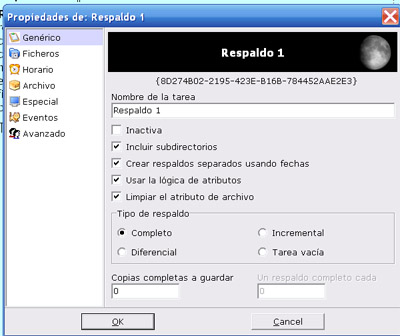 Propiedades de: Respaldo 1
Genérico
Ficheros
Horario
Archivo
Especial
Eventos
Avanzado
Respaldo 1
{8D274B02-2195-423E-B16B-784452AAE2E3}
Nombre de la tarea
Respaldo 1
Inactiva
Incluir subdirectorios
Crear respaldos separados usando fechas
Usar la lógica de atributos
Limpiar el atributo de archivo
Tipo de respaldo
Completo
Incremental
Diferencial
Tarea vacía
Copias completas a guardar
Un respaldo completo cada
0
0
OK
Cancel